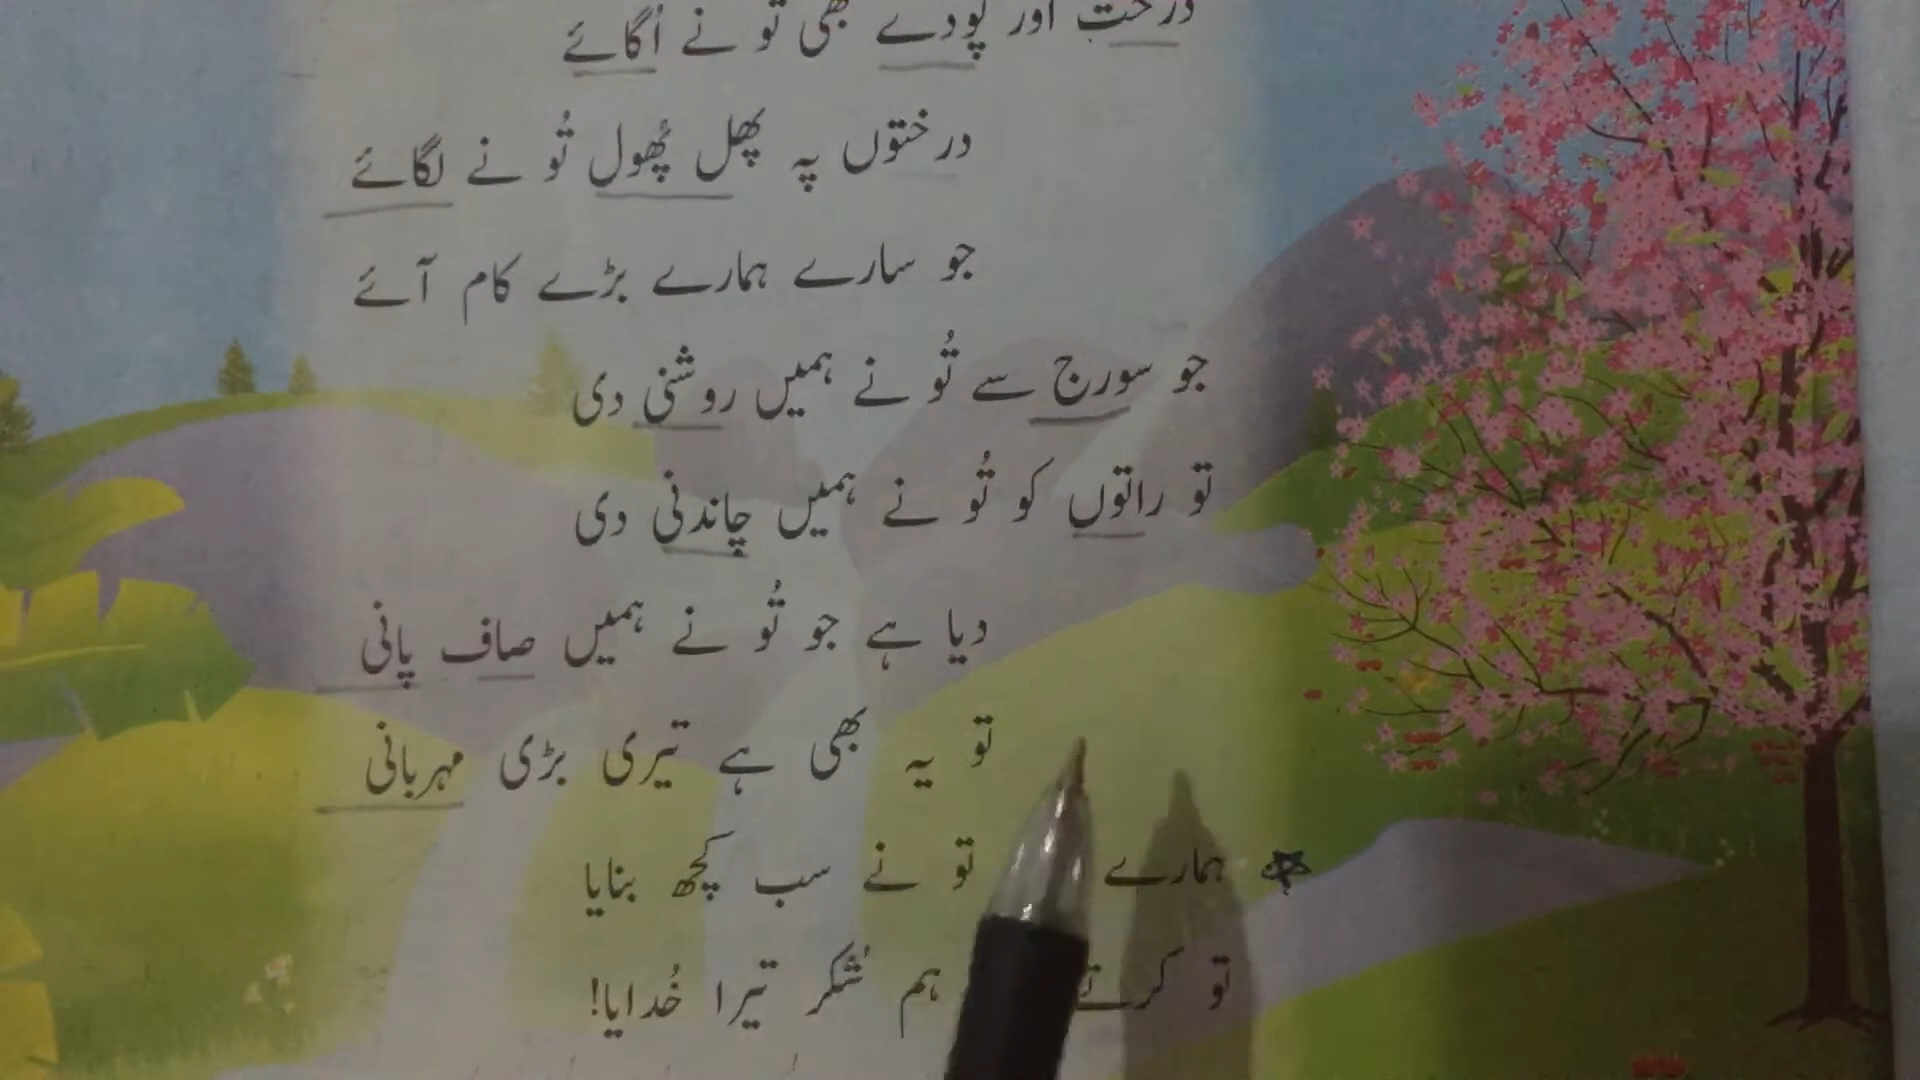 درخت اور پودے بھی تو نے اُگائے
درختوں پہ پھل پُھول تُو نے لگائے
جو سارے ہمارے بڑے کام آئے
جو سورج سے تُو نے ہمیں روشنی دی
تو راتوں کو تُو نے ہمیں چاندنی دی
دیا ہے جو تُو نے ہمیں صاف پانی
تو یہ بھی ہے تیری بڑی مہربانی
ہمارے تو نے سب کچھ بنایا
تو ہم شُکر تیرا خُدایا!